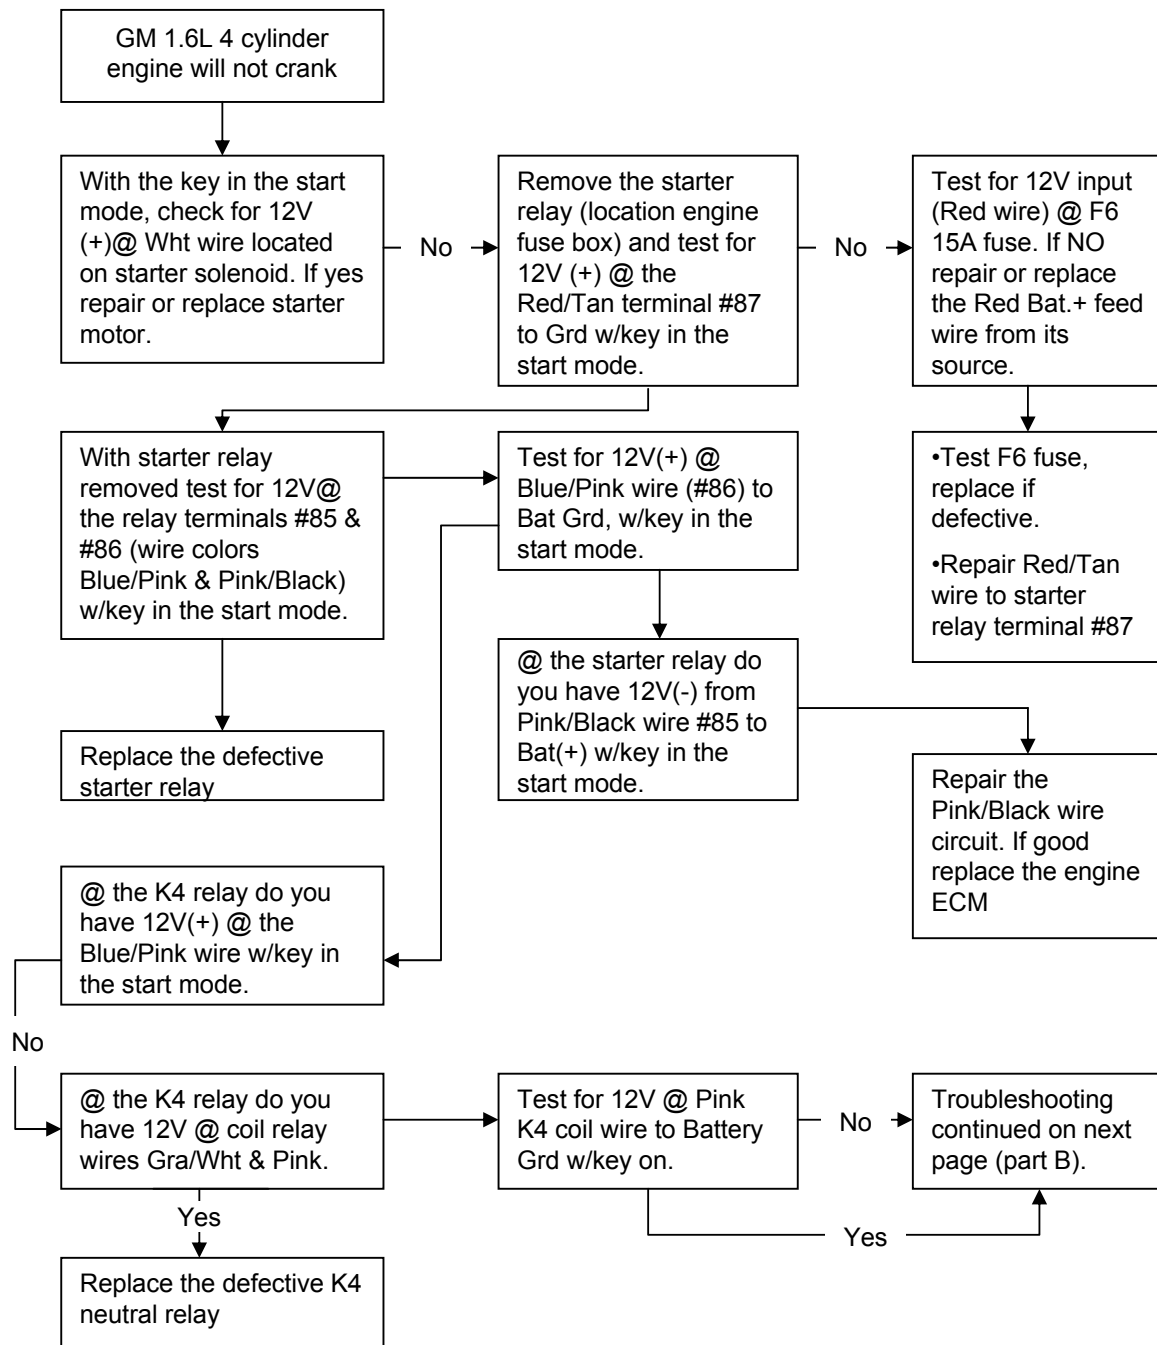 GM 1.6L 4 cylinder
engine will not crank
With the key in the start
mode, check for 12V
(+)@ Wht wire located
on starter solenoid. If yes
repair or replace starter
motor.
No
Remove the starter
relay (location engine
fuse box) and test for
12V (+) @ the
Red/Tan terminal #87
to Grd w/key in the
start mode.
No
Test for 12V input
(Red wire) @ F6
15A fuse. If NO
repair or replace
the Red Bat.+ feed
wire from its
source.
With starter relay
removed test for 12V@
the relay terminals #85 &
#86 (wire colors
Blue/Pink & Pink/Black)
w/key in the start mode.
Test for 12V(+) @
Blue/Pink wire (#86) to
Bat Grd, w/key in the
start mode.
•Test F6 fuse,
replace if
defective.
•Repair Red/Tan
wire to starter
relay terminal #87
@ the starter relay do
you have 12V(-) from
Pink/Black wire #85 to
Bat(+) w/key in the
start mode.
Replace the defective
starter relay
Repair the
Pink/Black wire
circuit. If good
replace the engine
ECM
@ the K4 relay do you
have 12V(+) @ the
Blue/Pink wire w/key in
the start mode.
No
@ the K4 relay do you
have 12V @ coil relay
wires Gra/Wht & Pink.
Test for 12V @ Pink
K4 coil wire to Battery
Grd w/key on.
No
Troubleshooting
continued on next
page (part B).
Yes
Yes
Replace the defective K4
neutral relay